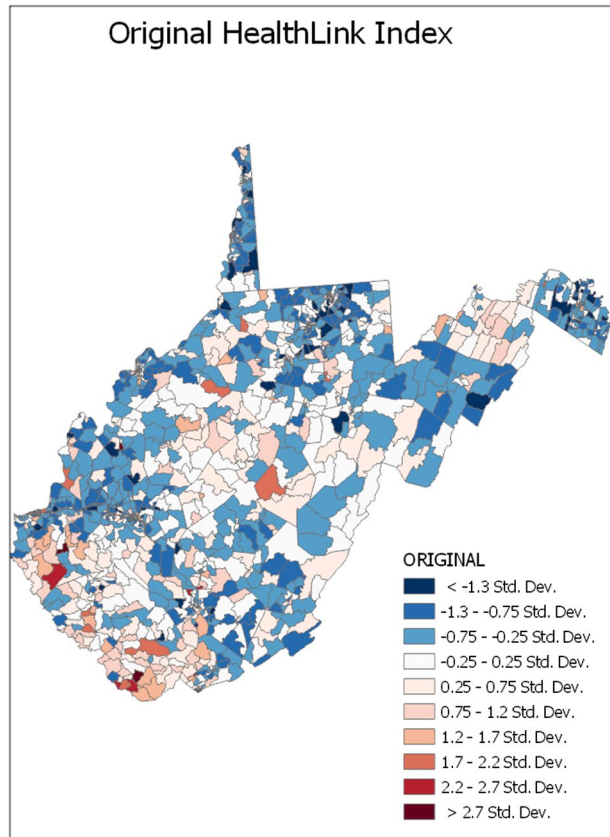 Original HealthLink Index
ORIGINAL
< -1.3 Std. Dev.
-1.3 - -0.75 Std. Dev.
-0.75 - -0.25 Std. Dev.
-0.25 - 0.25 Std. Dev.
0.25 - 0.75 Std. Dev.
0.75 - 1.2 Std. Dev.
1.2 - 1.7 Std. Dev.
1.7 - 2.2 Std. Dev.
2.2 - 2.7 Std. Dev.
> 2.7 Std. Dev.